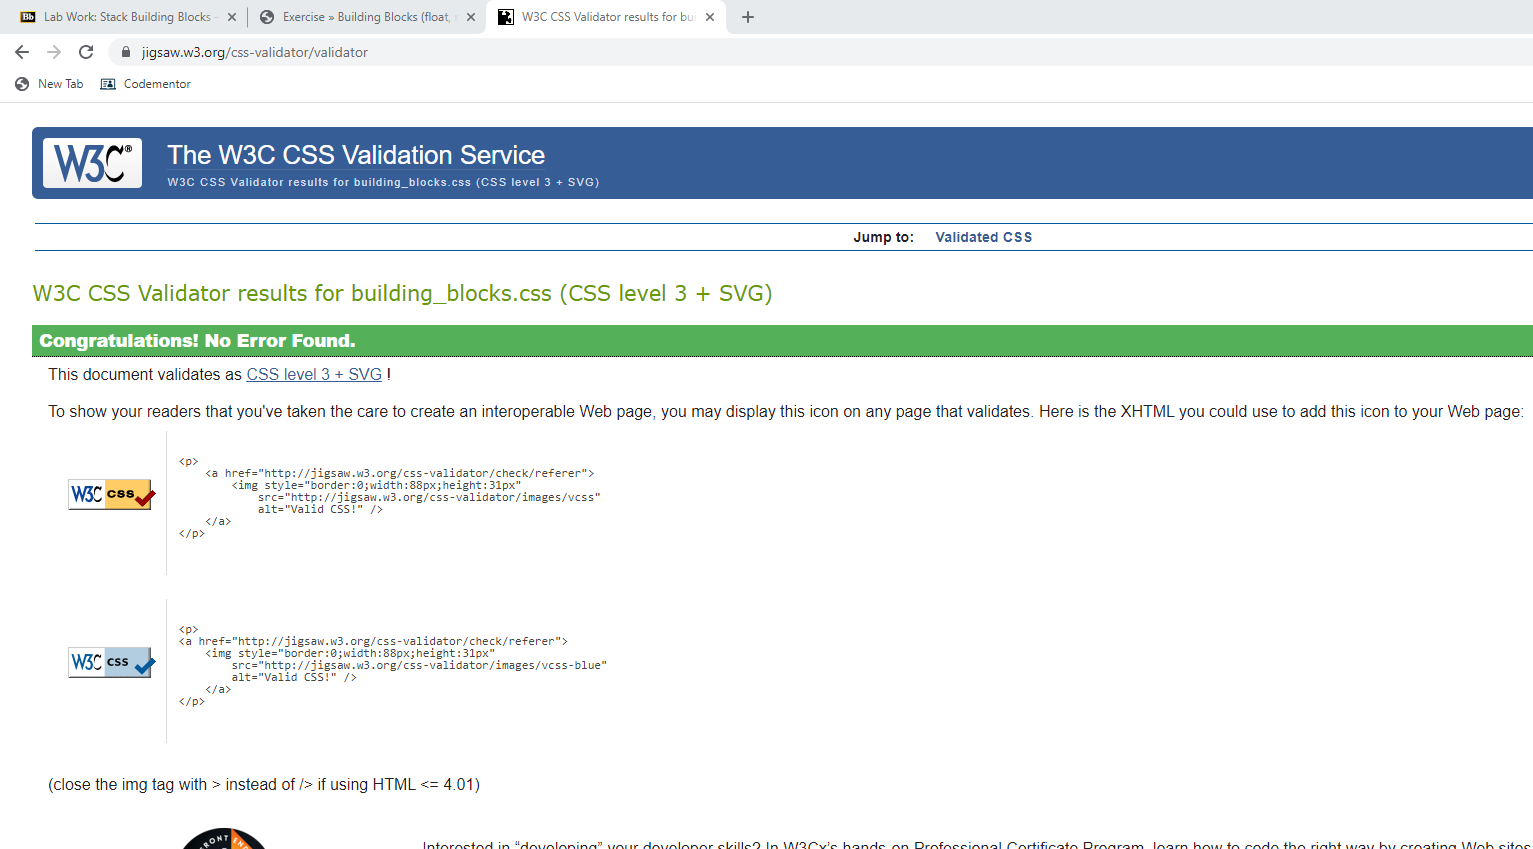 Bb Lab Work: Stack Building Blocks -
Exercise » Building Blocks (float,
W3C CSS Validator results for bu
jigsaw.w3.org/css-validator/validator
New Tab
Codementor
W3C®
The W3C CSS Validation Service
W3C CSS Validator results for building_blocks.css (CSS level 3 + SVG)
Jump to: Validated CSS
W3C CSS Validator results for building_blocks.css (CSS level 3 + SVG)
Congratulations! No Error Found.
This document validates as CSS level 3 + SVG !
To show your readers that you've taken the care to create an interoperable Web page, you may display this icon on any page that validates. Here is the XHTML you could use to add this icon to your Web page:
W3C css
<p>
<a href="http://jigsaw.w3.org/css-validator/check/referer">
<img style="border:0;width:88px;height:31px"
src="http://jigsaw.w3.org/css-validator/images/vcss"
alt="Valid CSS!" />
</a>
</p>
W3C css
<p>
<a href="http://jigsaw.w3.org/css-validator/check/referer">
<img style="border:0;width:88px;height:31px"
src="http://jigsaw.w3.org/css-validator/images/vcss-blue"
alt="Valid CSS!" />
</a>
</p>
(close the img tag with > instead of /> if using HTML <= 4.01)
FRONT END
Interested in “developing” your developer skills? In W3Cx's hands-on Professional Certificate Program, learn how to code the right way by creating Web sites